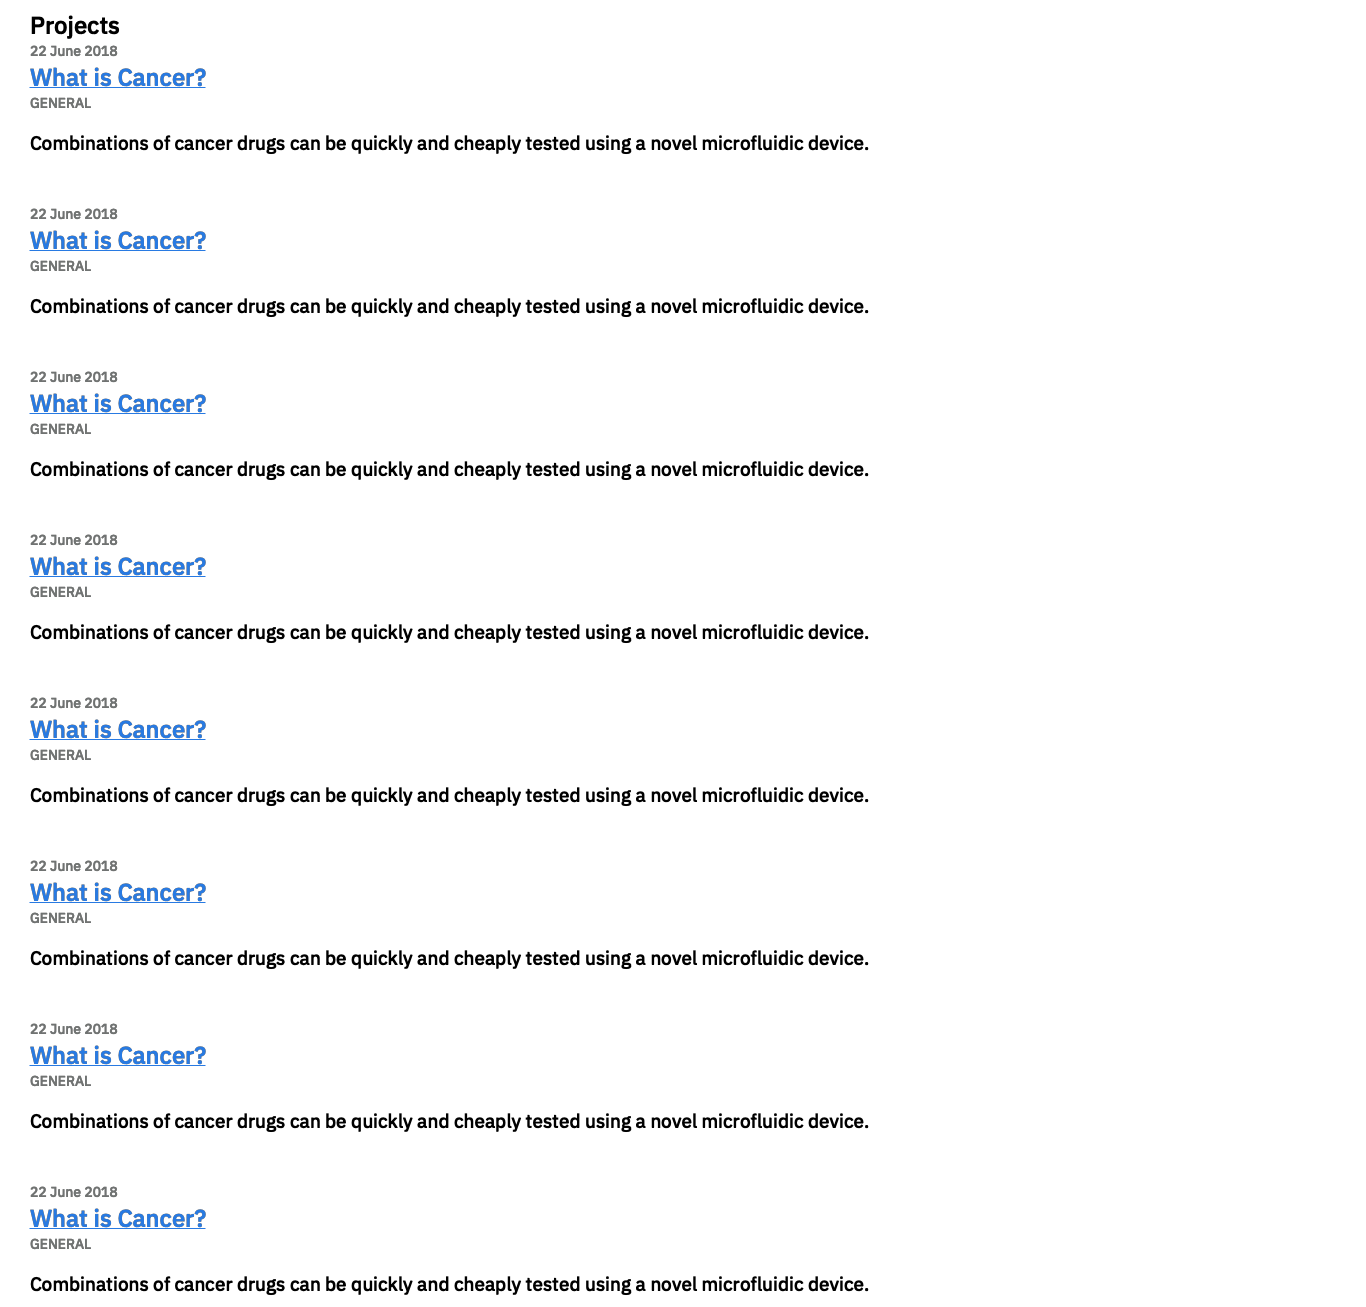 Projects
22 June 2018
What is Cancer?
GENERAL
Combinations of cancer drugs can be quickly and cheaply tested using a novel microfluidic device.
22 June 2018
What is Cancer?
GENERAL
Combinations of cancer drugs can be quickly and cheaply tested using a novel microfluidic device.
22 June 2018
What is Cancer?
GENERAL
Combinations of cancer drugs can be quickly and cheaply tested using a novel microfluidic device.
22 June 2018
What is Cancer?
GENERAL
Combinations of cancer drugs can be quickly and cheaply tested using a novel microfluidic device.
22 June 2018
What is Cancer?
GENERAL
Combinations of cancer drugs can be quickly and cheaply tested using a novel microfluidic device.
22 June 2018
What is Cancer?
GENERAL
Combinations of cancer drugs can be quickly and cheaply tested using a novel microfluidic device.
22 June 2018
What is Cancer?
GENERAL
Combinations of cancer drugs can be quickly and cheaply tested using a novel microfluidic device.
22 June 2018
What is Cancer?
GENERAL
Combinations of cancer drugs can be quickly and cheaply tested using a novel microfluidic device.